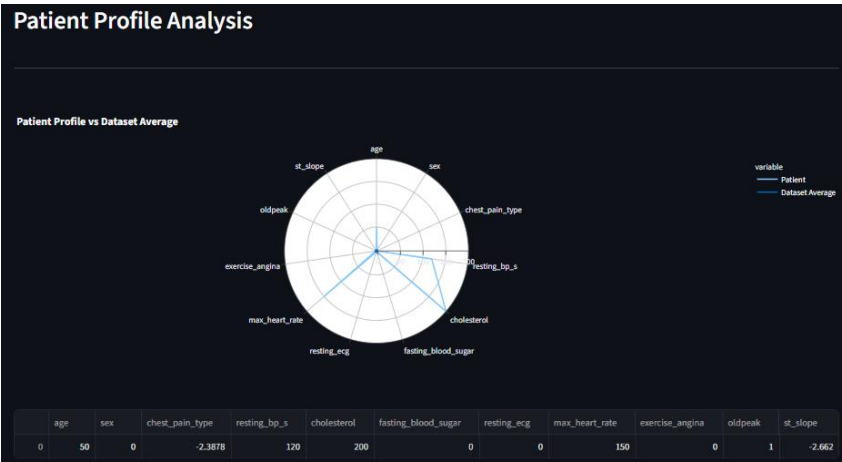 Patient Profile Analysis
Patient Profile vs Dataset Average
age
st_slope
sex
variable
Patient
Dataset Average
oldpeak
chest_pain_type
exercise_angina
resting_bp_s
max_heart_rate
cholesterol
resting_ecg
fasting_blood_sugar
age sex chest_pain_type resting_bp_s cholesterol fasting_blood_sugar resting_ecg max_heart_rate exercise_angina oldpeak st_slope
0 50 0 -2.3878 120 200 0 0 150 0 1 -2.662